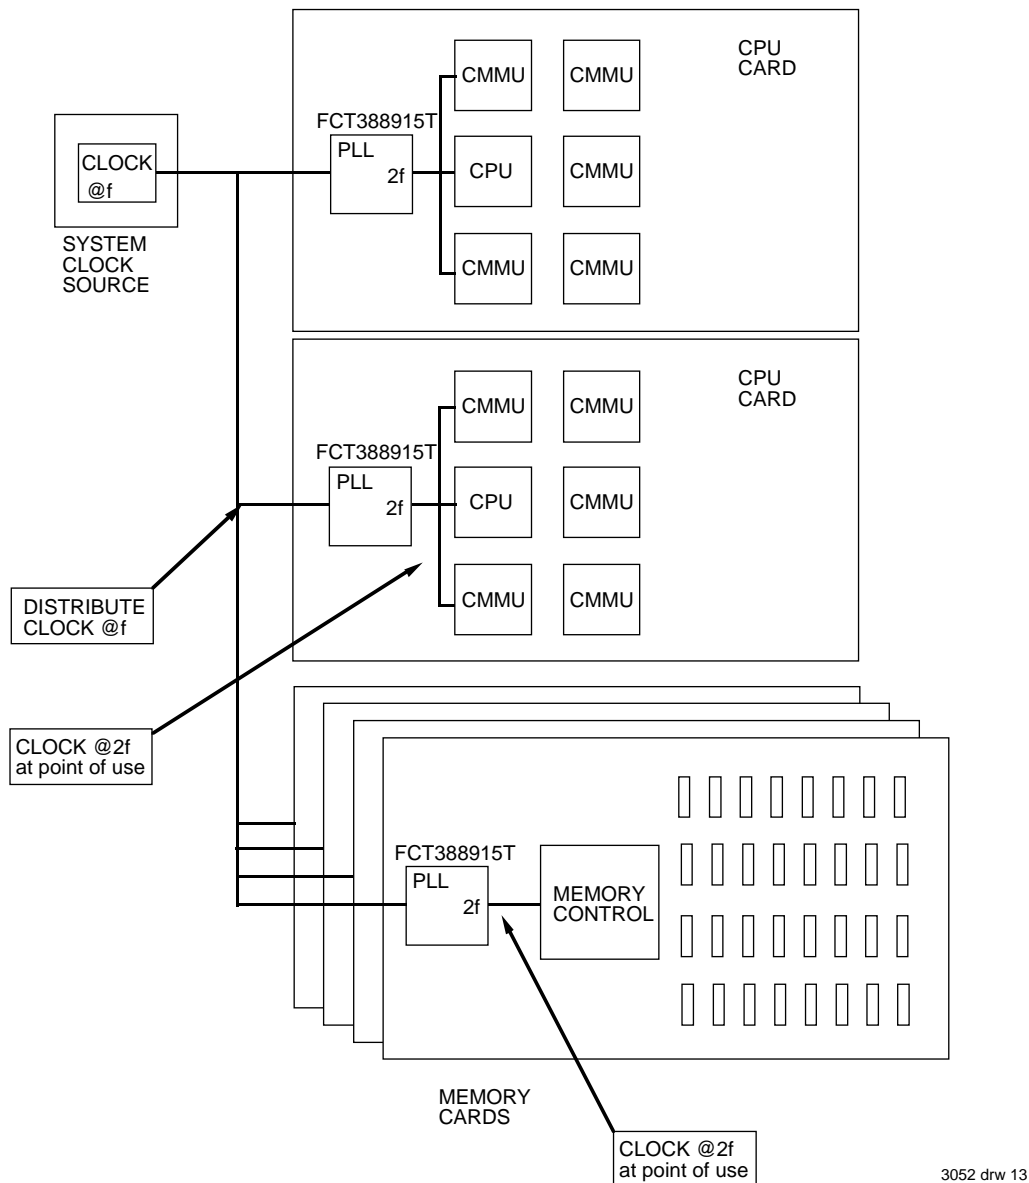 CPU
CARD
CMMU
CMMU
FCT388915T
PLL
2f
CPU
CMMU
CLOCK
@f
SYSTEM
CLOCK
SOURCE
CMMU
CMMU
CPU
CARD
CMMU
CMMU
FCT388915T
PLL
2f
CPU
CMMU
CMMU
CMMU
DISTRIBUTE
CLOCK @f
CLOCK @2f
at point of use
FCT388915T
PLL
2f
MEMORY
CONTROL
MEMORY
CARDS
CLOCK @2f
at point of use
3052 drw 13